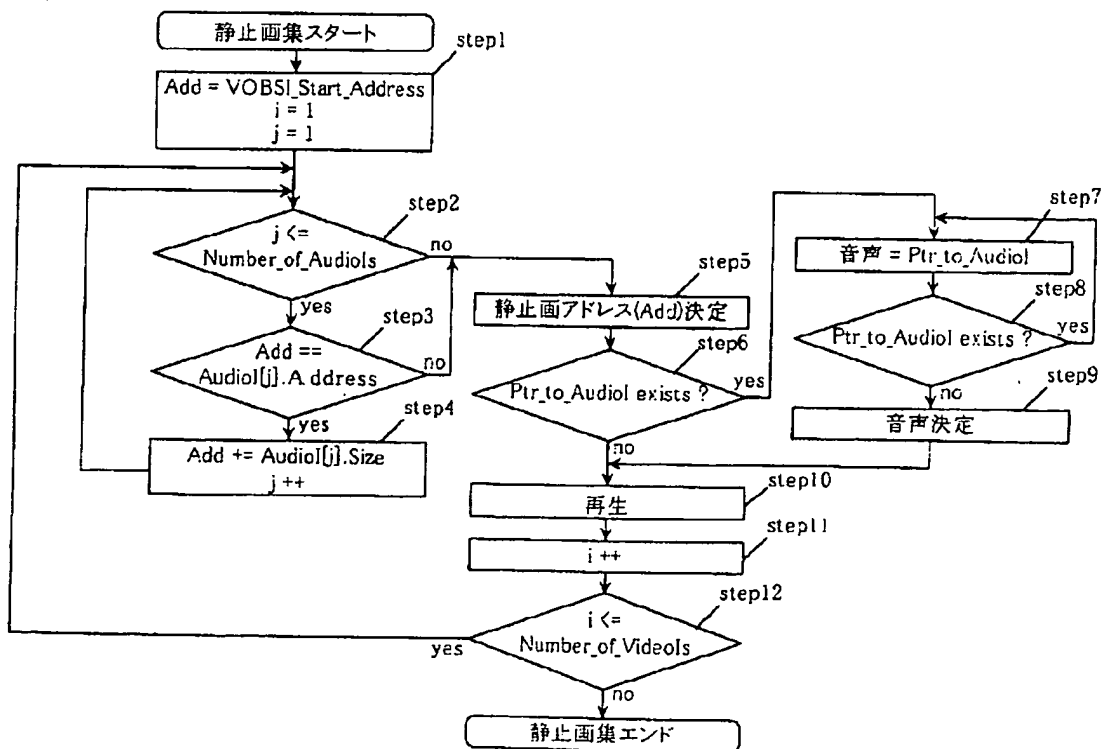 静止画集スタート
step1
Add = VOBSI_Start_Address
i = 1
j = 1
step2
j <=
Number_of_AudioIs
no
yes
step3
Add ==
AudioI[j].Address
no
yes
step4
Add += AudioI[j].Size
j ++
step5
静止画アドレス(Add)決定
step6
Ptr_to_AudioI exists ?
yes
no
step7
音声 = Ptr_to_AudioI
step8
Ptr_to_AudioI exists ?
yes
no
step9
音声決定
step10
再生
step11
i ++
step12
i <=
Number_of_VideoIs
yes
no
静止画集エンド